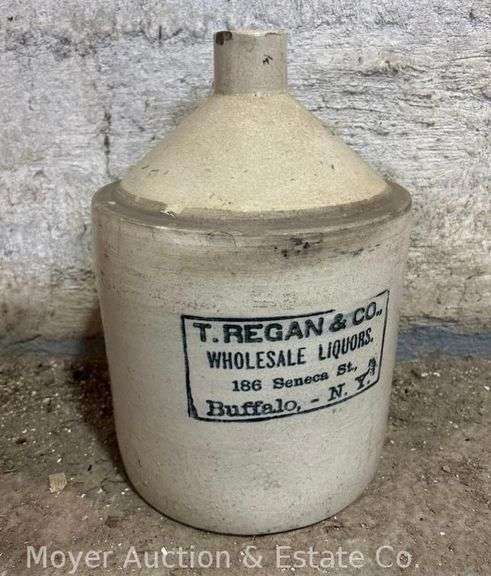 T. REGAN & CO.,
WHOLESALE LIQUORS,
186 Seneca St.,
Buffalo, - N. Y.
Moyer Auction & Estate Co.